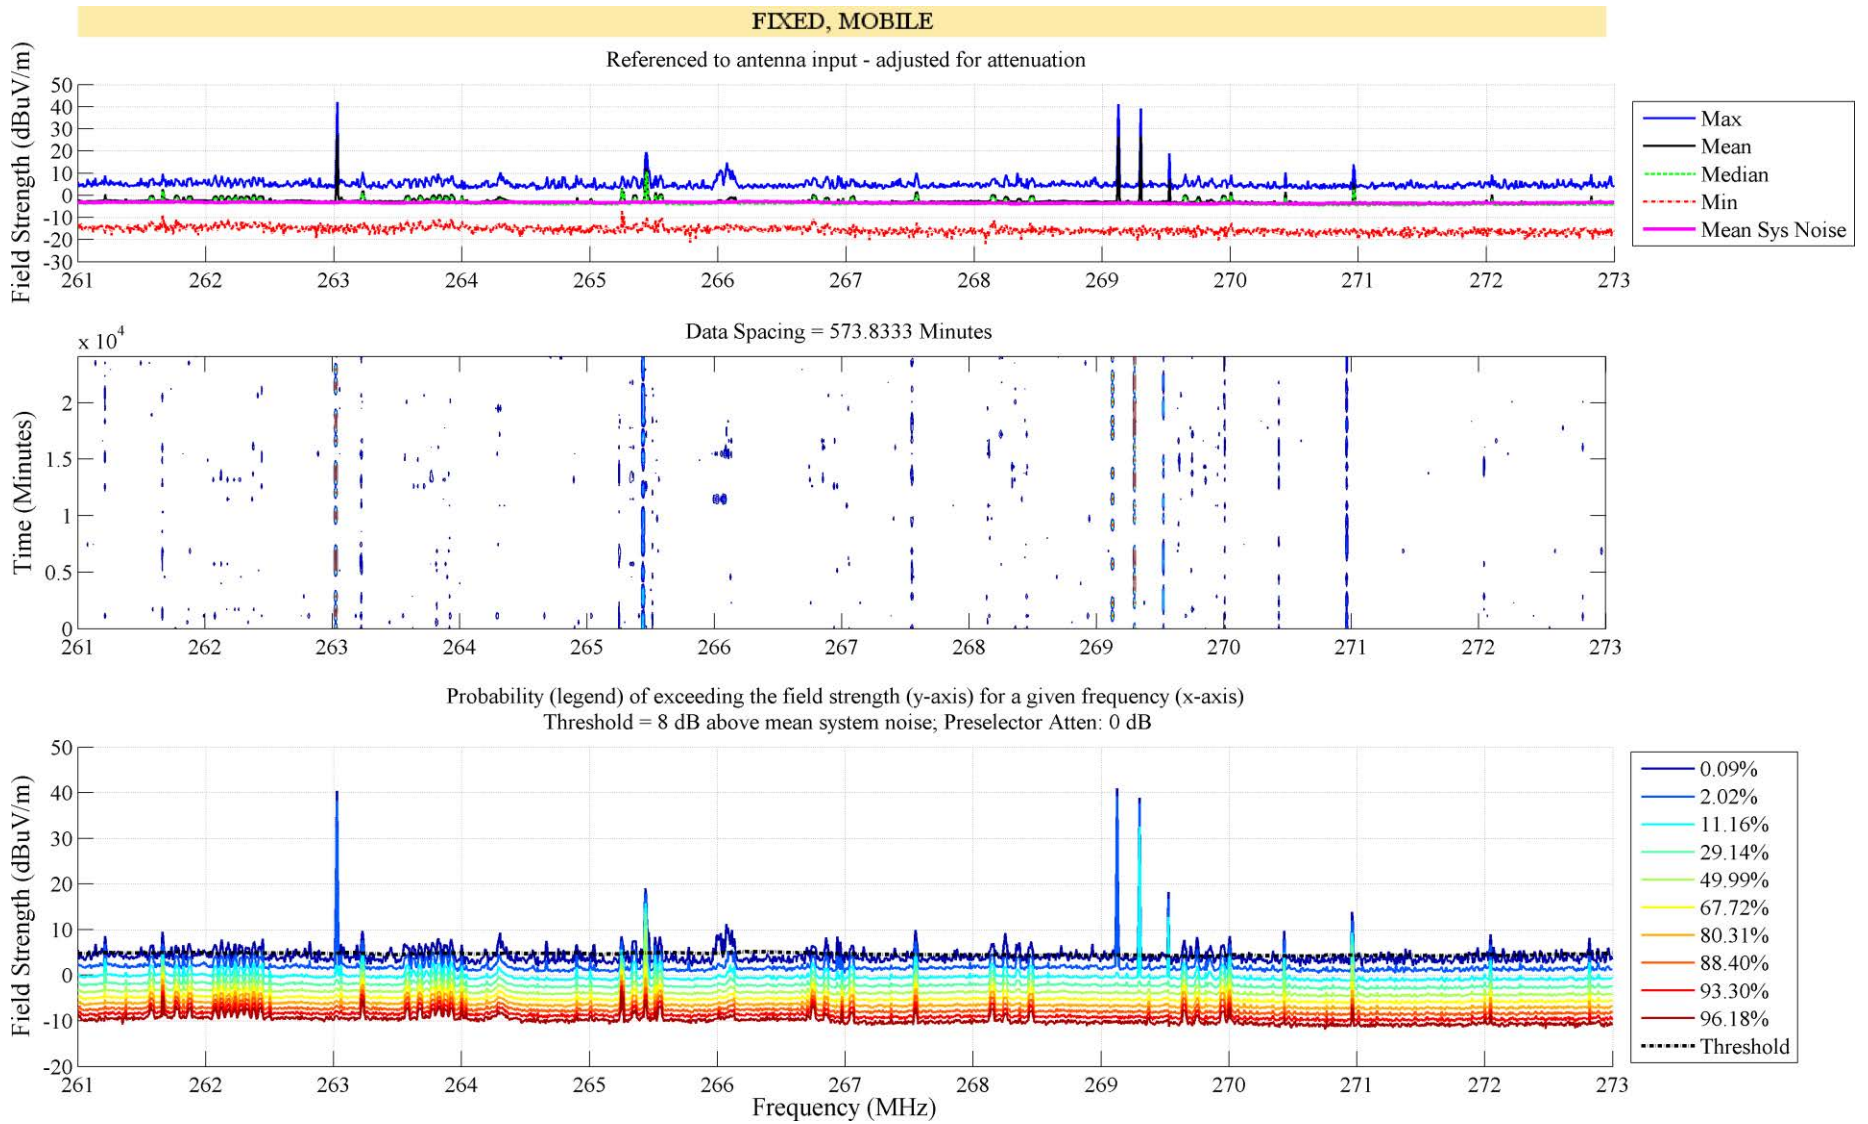 FIXED, MOBILE
Referenced to antenna input - adjusted for attenuation
Field Strength (dBuV/m)
50
40
30
20
10
0
-10
-20
-30
261 262 263 264 265 266 267 268 269 270 271 272 273
Max
Mean
Median
Min
Mean Sys Noise
Data Spacing = 573.8333 Minutes
x 10^4
Time (Minutes)
2
1.5
1
0.5
0
261 262 263 264 265 266 267 268 269 270 271 272 273
Probability (legend) of exceeding the field strength (y-axis) for a given frequency (x-axis)
Threshold = 8 dB above mean system noise; Preselector Atten: 0 dB
Field Strength (dBuV/m)
50
40
30
20
10
0
-10
-20
261 262 263 264 265 266 267 268 269 270 271 272 273
Frequency (MHz)
0.09%
2.02%
11.16%
29.14%
49.99%
67.72%
80.31%
88.40%
93.30%
96.18%
Threshold